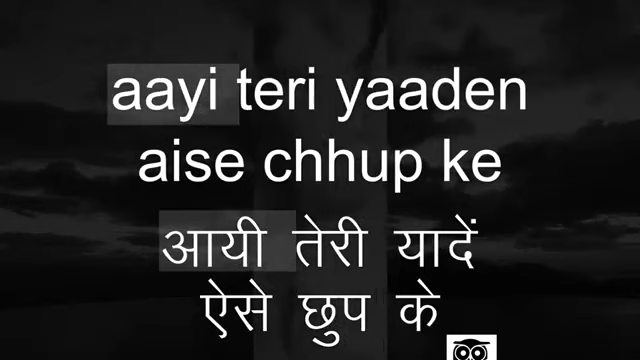 aayi teri yaaden
aise chhup ke
आयी तेरी यादें
ऐसे छुप के